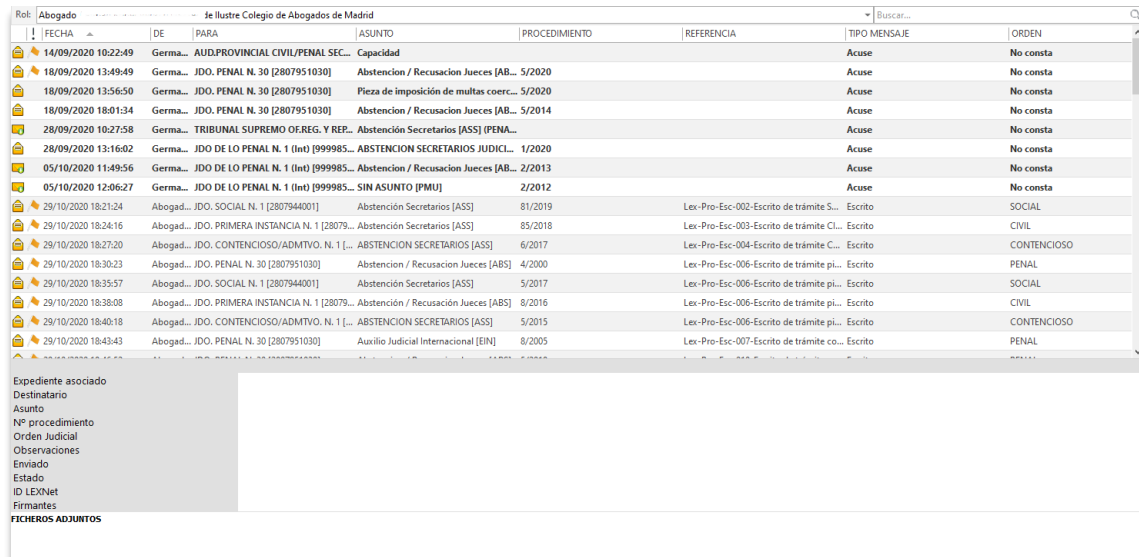 Rol: Abogado de Ilustre Colegio de Abogados de Madrid Buscar...
! FECHA DE PARA ASUNTO PROCEDIMIENTO REFERENCIA TIPO MENSAJE ORDEN
14/09/2020 10:22:49 Germa... AUD.PROVINCIAL CIVIL/PENAL SEC... Capacidad Acuse No consta
18/09/2020 13:49:49 Germa... JDO. PENAL N. 30 [2807951030] Abstencion / Recusacion Jueces [AB... 5/2020 Acuse No consta
18/09/2020 13:56:50 Germa... JDO. PENAL N. 30 [2807951030] Pieza de imposición de multas coerc... 5/2020 Acuse No consta
18/09/2020 18:01:34 Germa... JDO. PENAL N. 30 [2807951030] Abstencion / Recusacion Jueces [AB... 5/2014 Acuse No consta
28/09/2020 10:27:58 Germa... TRIBUNAL SUPREMO OF.REG. Y REP... Abstención Secretarios [ASS] (PENA... Acuse No consta
28/09/2020 13:16:02 Germa... JDO DE LO PENAL N. 1 (Int) [999985... ABSTENCION SECRETARIOS JUDICI... 1/2020 Acuse No consta
05/10/2020 11:49:56 Germa... JDO DE LO PENAL N. 1 (Int) [999985... Abstencion / Recusacion Jueces [AB... 2/2013 Acuse No consta
05/10/2020 12:06:27 Germa... JDO DE LO PENAL N. 1 (Int) [999985... SIN ASUNTO [PMU] 2/2012 Acuse No consta
29/10/2020 18:21:24 Abogad... JDO. SOCIAL N. 1 [2807944001] Abstención Secretarios [ASS] 81/2019 Lex-Pro-Esc-002-Escrito de trámite S... Escrito SOCIAL
29/10/2020 18:24:16 Abogad... JDO. PRIMERA INSTANCIA N. 1 [28079... Abstención Secretarios [ASS] 85/2018 Lex-Pro-Esc-003-Escrito de trámite CI... Escrito CIVIL
29/10/2020 18:27:20 Abogad... JDO. CONTENCIOSO/ADMTVO. N. 1 [... ABSTENCION SECRETARIOS [ASS] 6/2017 Lex-Pro-Esc-004-Escrito de trámite C... Escrito CONTENCIOSO
29/10/2020 18:30:23 Abogad... JDO. PENAL N. 30 [2807951030] Abstencion / Recusacion Jueces [ABS] 4/2000 Lex-Pro-Esc-006-Escrito de trámite pi... Escrito PENAL
29/10/2020 18:35:57 Abogad... JDO. SOCIAL N. 1 [2807944001] Abstención Secretarios [ASS] 5/2017 Lex-Pro-Esc-006-Escrito de trámite pi... Escrito SOCIAL
29/10/2020 18:38:08 Abogad... JDO. PRIMERA INSTANCIA N. 1 [28079... Abstención / Recusación Jueces [ABS] 8/2016 Lex-Pro-Esc-006-Escrito de trámite pi... Escrito CIVIL
29/10/2020 18:40:18 Abogad... JDO. CONTENCIOSO/ADMTVO. N. 1 [... ABSTENCION SECRETARIOS [ASS] 5/2015 Lex-Pro-Esc-006-Escrito de trámite pi... Escrito CONTENCIOSO
29/10/2020 18:43:43 Abogad... JDO. PENAL N. 30 [2807951030] Auxilio Judicial Internacional [EIN] 8/2005 Lex-Pro-Esc-007-Escrito de trámite co... Escrito PENAL
Expediente asociado
Destinatario
Asunto
Nº procedimiento
Orden Judicial
Observaciones
Enviado
Estado
ID LEXNet
Firmantes
FICHEROS ADJUNTOS